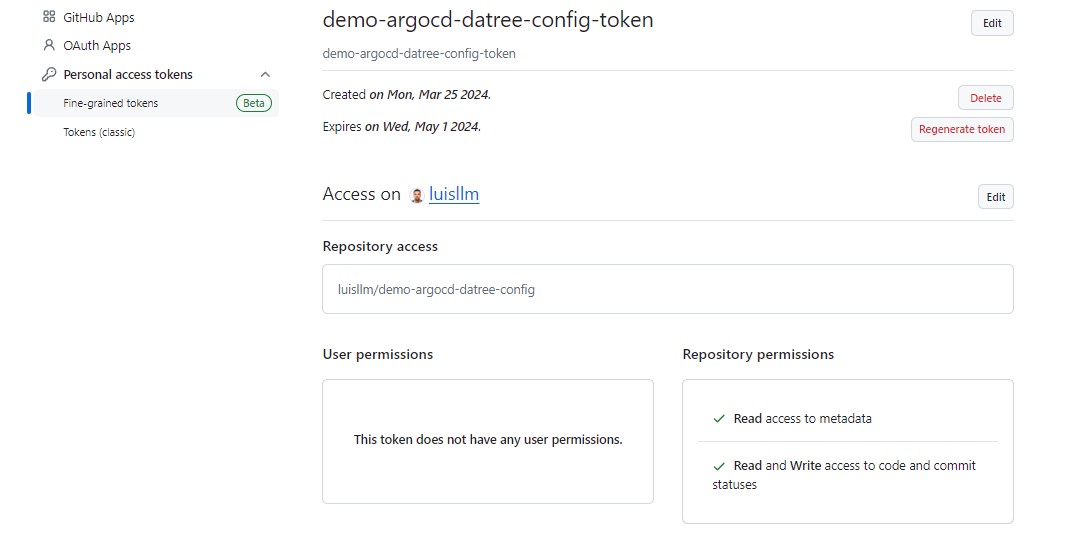 GitHub Apps
OAuth Apps
Personal access tokens
Fine-grained tokens
Beta
Tokens (classic)
demo-argocd-datree-config-token
Edit
demo-argocd-datree-config-token
Created on Mon, Mar 25 2024.
Delete
Expires on Wed, May 1 2024.
Regenerate token
Access on luisllm
Edit
Repository access
luisllm/demo-argocd-datree-config
User permissions
This token does not have any user permissions.
Repository permissions
Read access to metadata
Read and Write access to code and commit
statuses